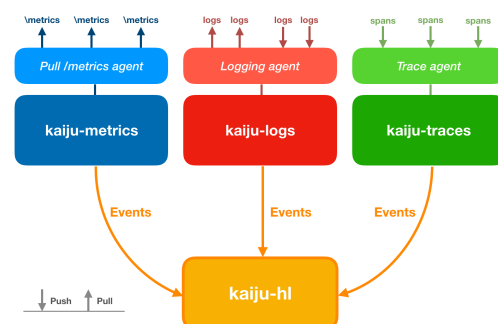 \metrics \metrics \metrics
logs logs logs logs
spans spans spans
Pull /metrics agent
Logging agent
Trace agent
kaiju-metrics
kaiju-logs
kaiju-traces
Events Events Events
kaiju-hl
Push Pull